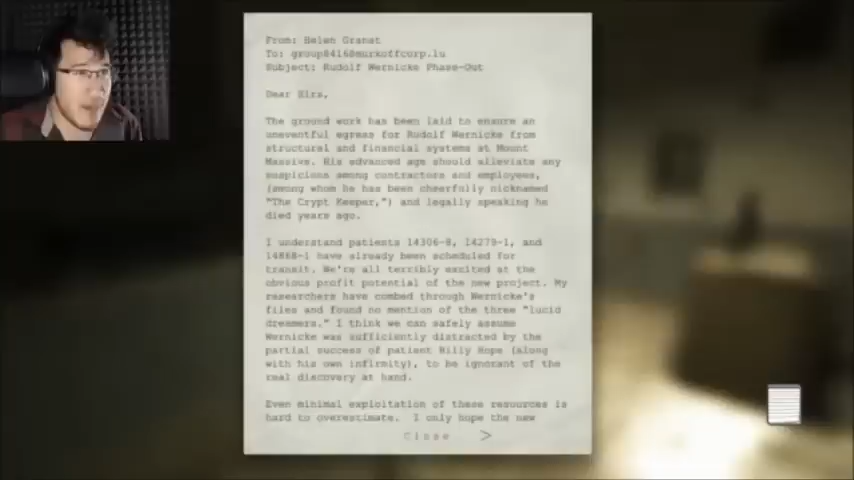 From: Helen Granat
To: group8416@murkoffcorp.lu
Subject: Rudolf Wernicke Phase-Out
Dear Sirs,
The ground work has been laid to ensure an
uneventful egress for Rudolf Wernicke from
structural and financial systems at Mount
Massive. His advanced age should alleviate any
suspicions among contractors and employees,
(among whom he has been cheerfully nicknamed
"The Crypt Keeper,") and legally speaking he
died years ago.
I understand patients 14306-8, 14279-1, and
14868-1 have already been scheduled for
transit. We're all terribly excited at the
obvious profit potential of the new project. My
researchers have combed through Wernicke's
files and found no mention of the three "lucid
dreamers." I think we can safely assume
Wernicke was sufficiently distracted by the
partial success of patient Billy Hope (along
with his own infirmity), to be ignorant of the
real discovery at hand.
Even minimal exploitation of these resources is
hard to overestimate. I only hope the new
Close >